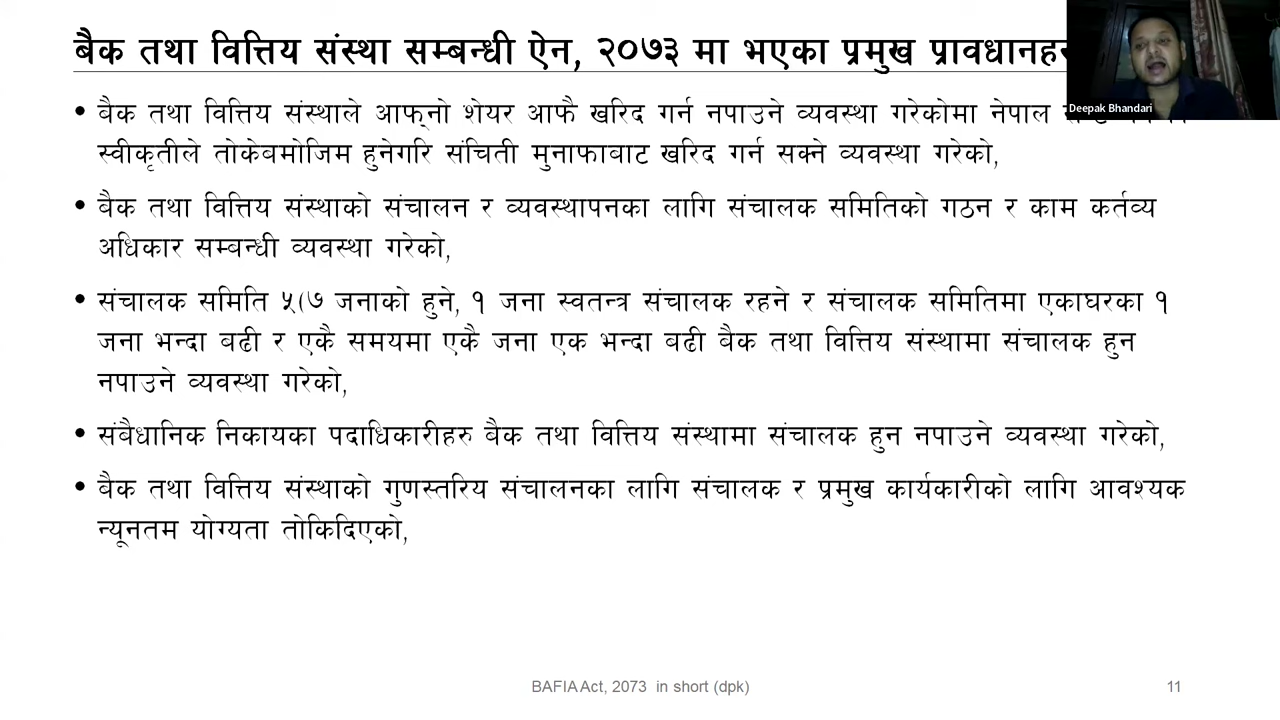 बैक तथा वित्तिय संस्था सम्बन्धी ऐन, २०७३ मा भएका प्रमुख
Deepak Bhandari
• बैक तथा वित्तिय संस्थाले आफ्नो शेयर आफै खरिद गर्न नपाउने व्यवस्था गरेकोमा नेपाल
स्वीकृतीले तोकेबमोजिम हुनेगरि संचिती मुनाफाबाट खरिद गर्न सक्ने व्यवस्था गरेको,
• बैक तथा वित्तिय संस्थाको संचालन र व्यवस्थापनका लागि संचालक समितिको गठन र काम कर्तव्य
अधिकार सम्बन्धी व्यवस्था गरेको,
• संचालक समिति ५(७ जनाको हुने, १ जना स्वतन्त्र संचालक रहने र संचालक समितिमा एकाघरका १
जना भन्दा बढी र एकै समयमा एकै जना एक भन्दा बढी बैक तथा वित्तिय संस्थामा संचालक हुन
नपाउने व्यवस्था गरेको,
• संबैधानिक निकायका पदाधिकारीहरु बैक तथा वित्तिय संस्थामा संचालक हुन नपाउने व्यवस्था गरेको,
• बैक तथा वित्तिय संस्थाको गुणस्तरिय संचालनका लागि संचालक र प्रमुख कार्यकारीको लागि आवश्यक
न्यूनतम योग्यता तोकिदिएको,
BAFIA Act, 2073 in short (dpk)
11